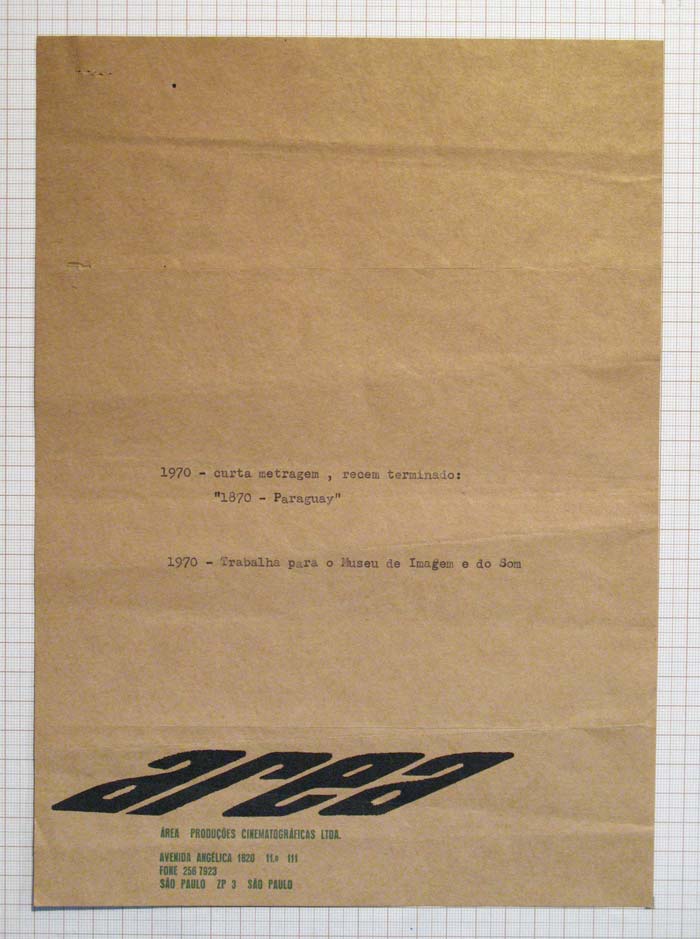 1970 - curta metragem , recem terminado:
"1870 - Paraguay"
1970 - Trabalha para o Museu de Imagem e do Som
area
ÁREA PRODUÇÕES CINEMATOGRÁFICAS LTDA.
AVENIDA ANGÉLICA 1820 11.o 111
FONE 256 7923
SÃO PAULO ZP 3 SÃO PAULO